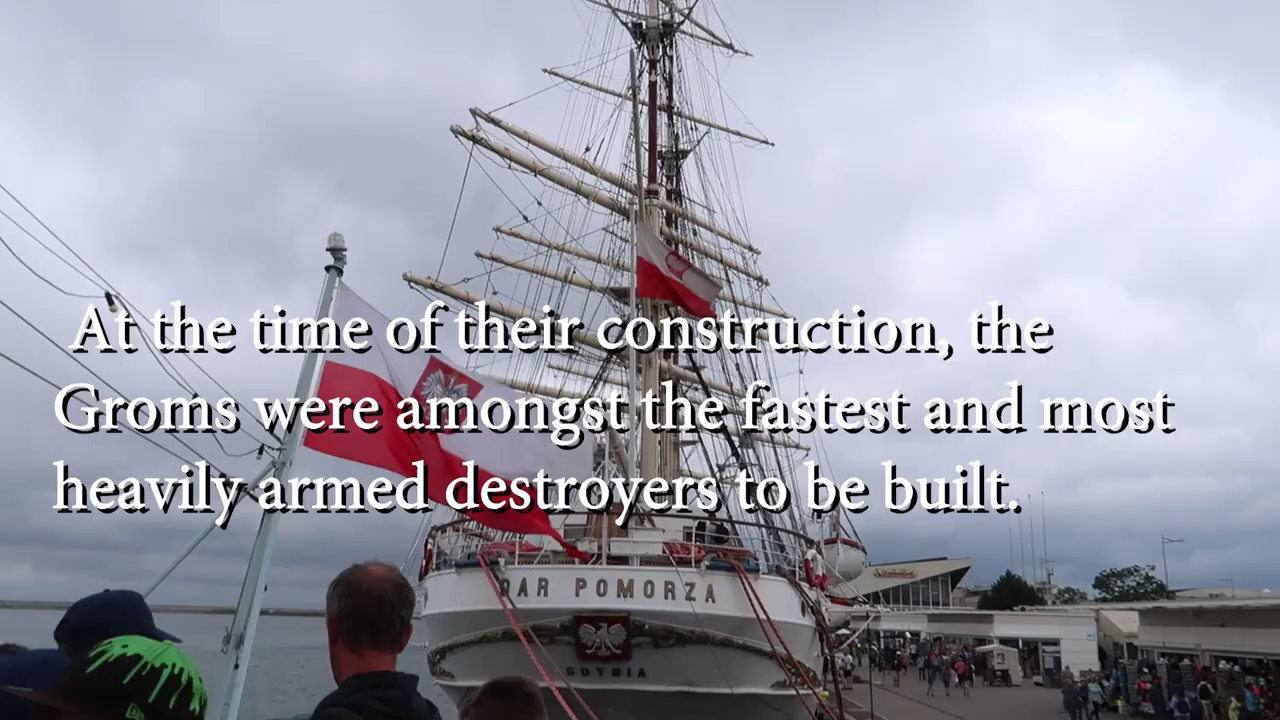 At the time of their construction, the
Groms were amongst the fastest and most
heavily armed destroyers to be built.
DAR POMORZA
GDYNIA